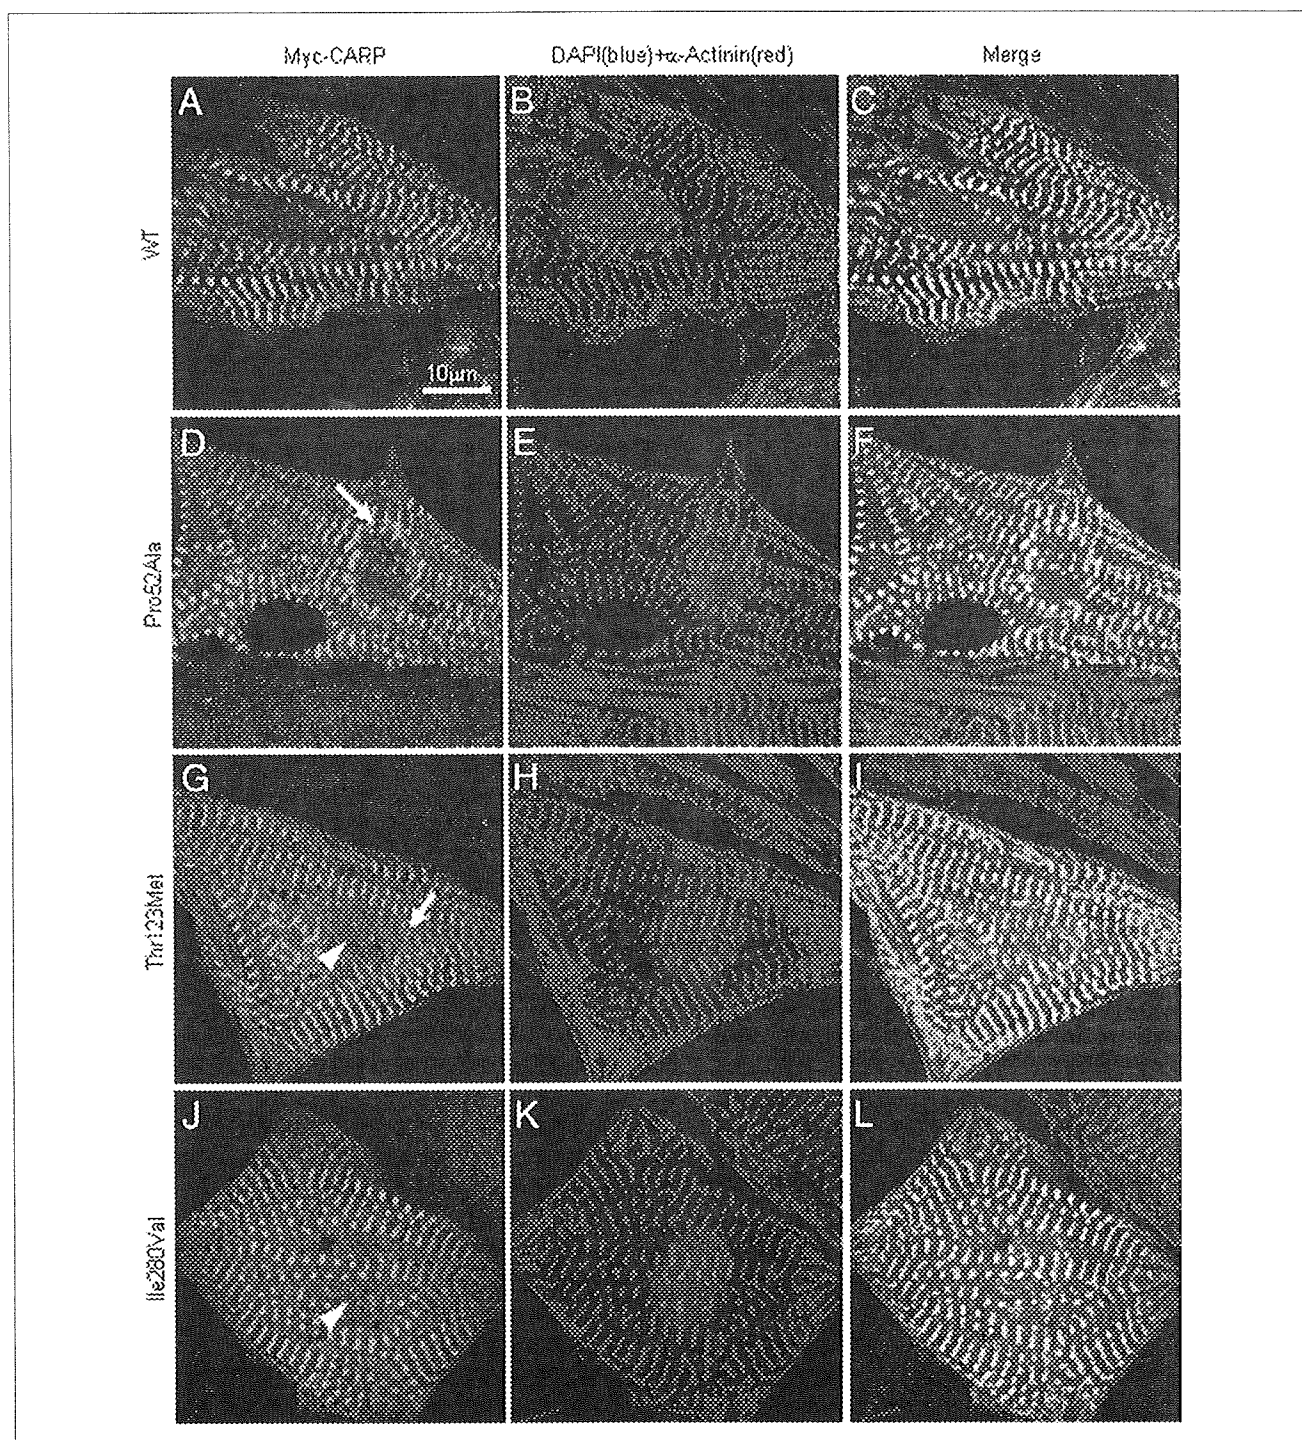 Myc-CARP DAPI(blue)+α-Actinin(red) Merge
WT
A B C
10μm
Pro52Ala
D E F
Thr123Met
G H I
Ile280Val
J K L